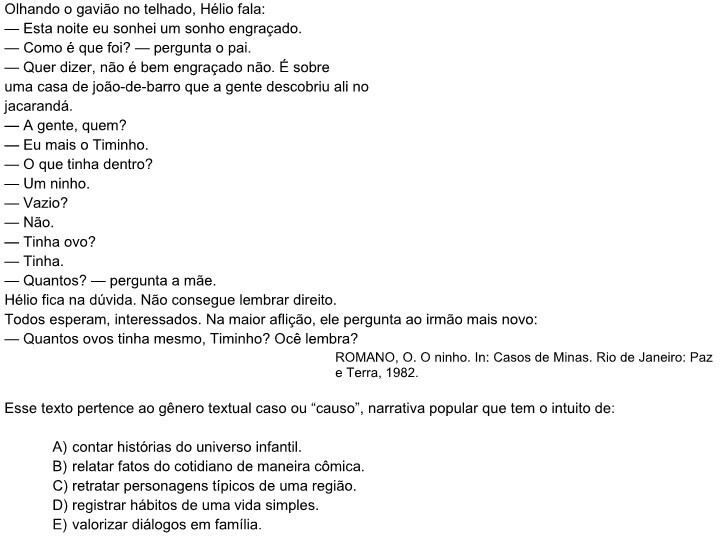 Olhando o gavião no telhado, Hélio fala:
— Esta noite eu sonhei um sonho engraçado.
— Como é que foi? — pergunta o pai.
— Quer dizer, não é bem engraçado não. É sobre
uma casa de joão-de-barro que a gente descobriu ali no
jacarandá.
— A gente, quem?
— Eu mais o Timinho.
— O que tinha dentro?
— Um ninho.
— Vazio?
— Não.
— Tinha ovo?
— Tinha.
— Quantos? — pergunta a mãe.
Hélio fica na dúvida. Não consegue lembrar direito.
Todos esperam, interessados. Na maior aflição, ele pergunta ao irmão mais novo:
— Quantos ovos tinha mesmo, Timinho? Ocê lembra?
ROMANO, O. O ninho. In: Casos de Minas. Rio de Janeiro: Paz
e Terra, 1982.
Esse texto pertence ao gênero textual caso ou “causo”, narrativa popular que tem o intuito de:
A) contar histórias do universo infantil.
B) relatar fatos do cotidiano de maneira cômica.
C) retratar personagens típicos de uma região.
D) registrar hábitos de uma vida simples.
E) valorizar diálogos em família.